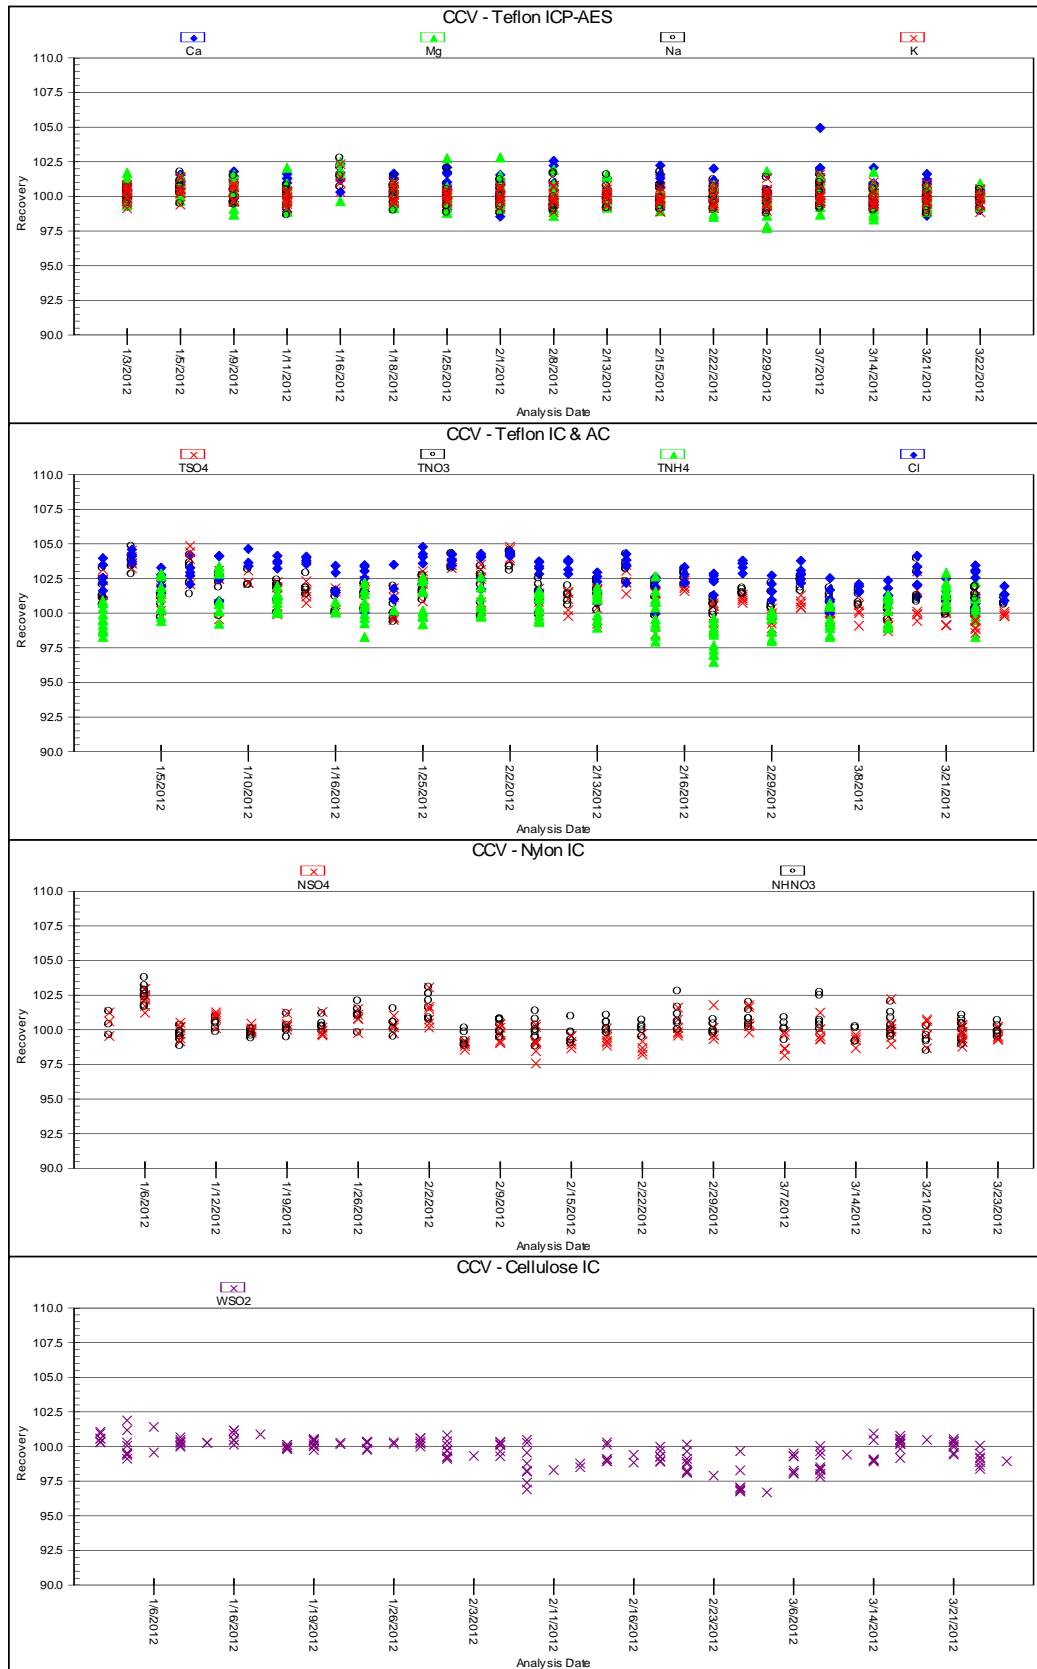 CCV - Teflon ICP-AES
Ca Mg Na K
110.0
107.5
105.0
102.5
100.0
97.5
95.0
92.5
90.0
Recovery
1/3/2012 1/5/2012 1/9/2012 1/11/2012 1/16/2012 1/18/2012 1/25/2012 2/1/2012 2/8/2012 2/13/2012 2/15/2012 2/22/2012 2/29/2012 3/7/2012 3/14/2012 3/21/2012 3/22/2012
Analysis Date
CCV - Teflon IC & AC
TSO4 TNO3 TNH4 Cl
110.0
107.5
105.0
102.5
100.0
97.5
95.0
92.5
90.0
Recovery
1/5/2012 1/10/2012 1/16/2012 1/25/2012 2/2/2012 2/13/2012 2/16/2012 2/29/2012 3/8/2012 3/21/2012
Analysis Date
CCV - Nylon IC
NSO4 NHNO3
110.0
107.5
105.0
102.5
100.0
97.5
95.0
92.5
90.0
Recovery
1/6/2012 1/12/2012 1/19/2012 1/26/2012 2/2/2012 2/9/2012 2/15/2012 2/22/2012 2/29/2012 3/7/2012 3/14/2012 3/21/2012 3/23/2012
Analysis Date
CCV - Cellulose IC
WSO2
110.0
107.5
105.0
102.5
100.0
97.5
95.0
92.5
90.0
Recovery
1/6/2012 1/16/2012 1/19/2012 1/26/2012 2/3/2012 2/11/2012 2/16/2012 2/23/2012 3/6/2012 3/14/2012 3/21/2012
Analysis Date